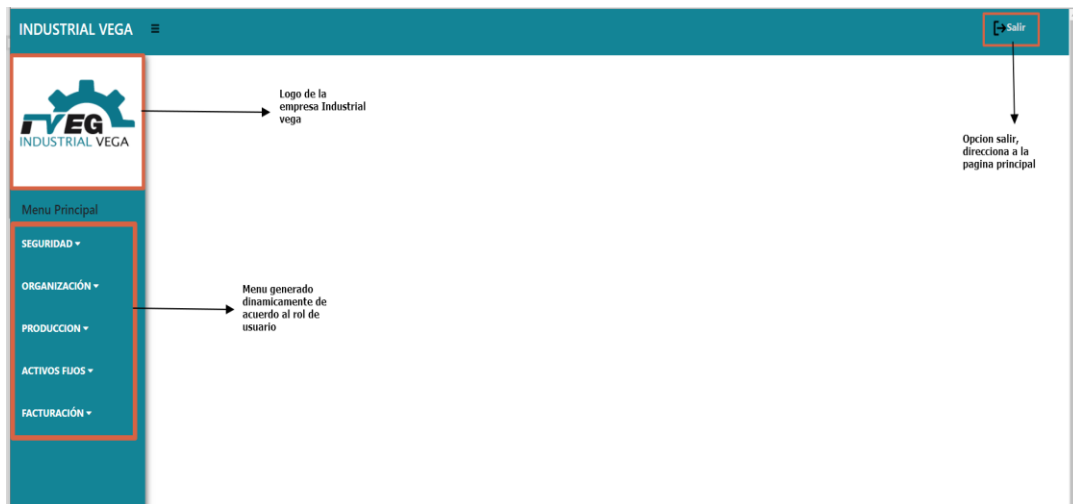 INDUSTRIAL VEGA
Salir
IVEG
INDUSTRIAL VEGA
Logo de la
empresa Industrial
vega
Opcion salir,
direcciona a la
pagina principal
Menu Principal
SEGURIDAD
ORGANIZACIÓN
PRODUCCION
ACTIVOS FIJOS
FACTURACIÓN
Menu generado
dinamicamente de
acuerdo al rol de
usuario